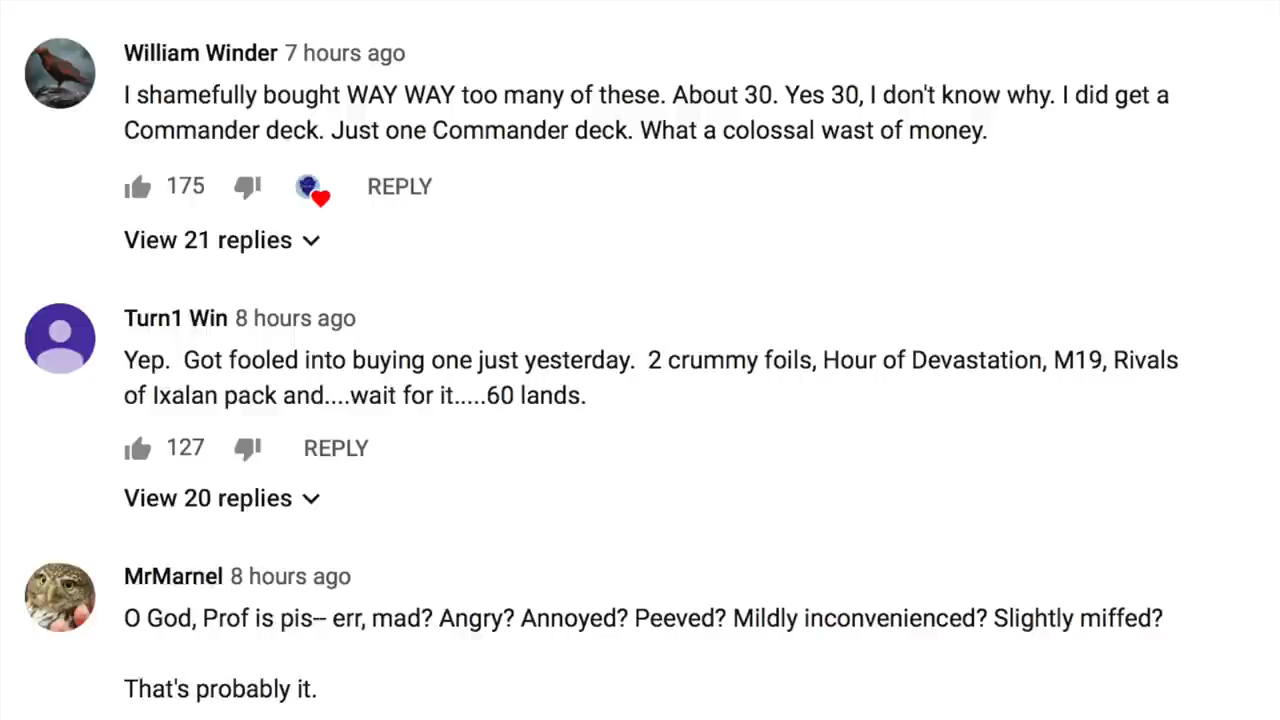 William Winder 7 hours ago
I shamefully bought WAY WAY too many of these. About 30. Yes 30, I don't know why. I did get a
Commander deck. Just one Commander deck. What a colossal wast of money.
175 REPLY
View 21 replies
Turn1 Win 8 hours ago
Yep.  Got fooled into buying one just yesterday.  2 crummy foils, Hour of Devastation, M19, Rivals
of Ixalan pack and....wait for it.....60 lands.
127 REPLY
View 20 replies
MrMarnel 8 hours ago
O God, Prof is pis-- err, mad? Angry? Annoyed? Peeved? Mildly inconvenienced? Slightly miffed?
That's probably it.